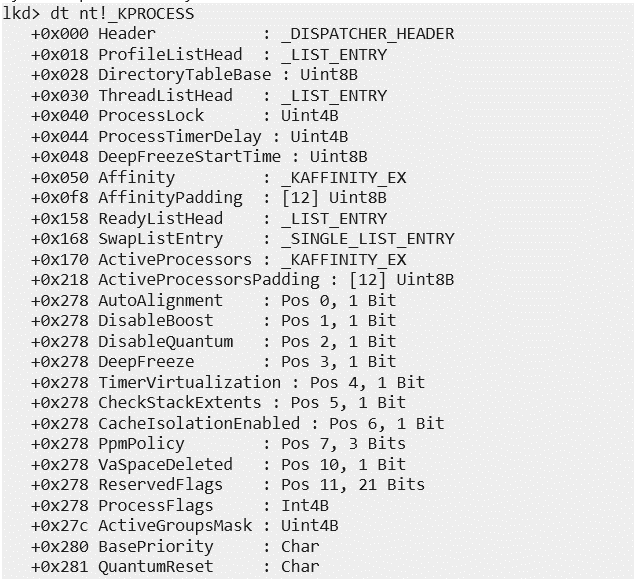 lkd> dt nt!_KPROCESS
+0x000 Header : _DISPATCHER_HEADER
+0x018 ProfileListHead : _LIST_ENTRY
+0x028 DirectoryTableBase : Uint8B
+0x030 ThreadListHead : _LIST_ENTRY
+0x040 ProcessLock : Uint4B
+0x044 ProcessTimerDelay : Uint4B
+0x048 DeepFreezeStartTime : Uint8B
+0x050 Affinity : _KAFFINITY_EX
+0x0f8 AffinityPadding : [12] Uint8B
+0x158 ReadyListHead : _LIST_ENTRY
+0x168 SwapListEntry : _SINGLE_LIST_ENTRY
+0x170 ActiveProcessors : _KAFFINITY_EX
+0x218 ActiveProcessorsPadding : [12] Uint8B
+0x278 AutoAlignment : Pos 0, 1 Bit
+0x278 DisableBoost : Pos 1, 1 Bit
+0x278 DisableQuantum : Pos 2, 1 Bit
+0x278 DeepFreeze : Pos 3, 1 Bit
+0x278 TimerVirtualization : Pos 4, 1 Bit
+0x278 CheckStackExtents : Pos 5, 1 Bit
+0x278 CacheIsolationEnabled : Pos 6, 1 Bit
+0x278 PpmPolicy : Pos 7, 3 Bits
+0x278 VaSpaceDeleted : Pos 10, 1 Bit
+0x278 ReservedFlags : Pos 11, 21 Bits
+0x278 ProcessFlags : Int4B
+0x27c ActiveGroupsMask : Uint4B
+0x280 BasePriority : Char
+0x281 QuantumReset : Char